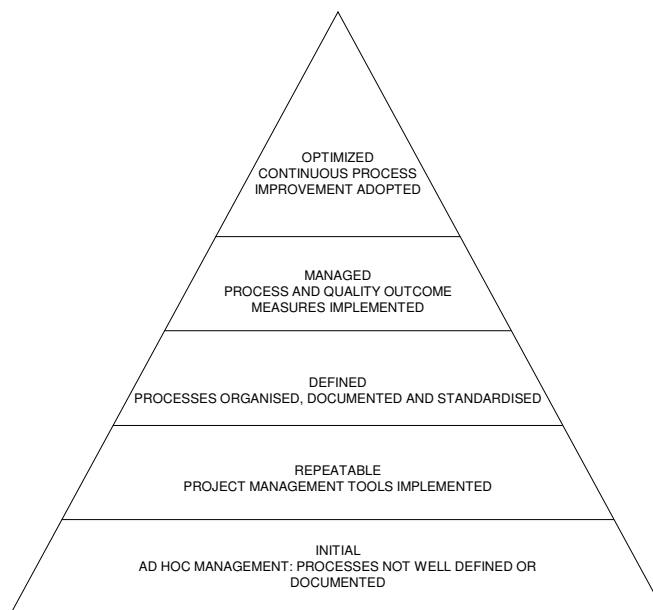 OPTIMIZED
CONTINUOUS PROCESS
IMPROVEMENT ADOPTED
MANAGED
PROCESS AND QUALITY OUTCOME
MEASURES IMPLEMENTED
DEFINED
PROCESSES ORGANISED, DOCUMENTED AND STANDARDISED
REPEATABLE
PROJECT MANAGEMENT TOOLS IMPLEMENTED
INITIAL
AD HOC MANAGEMENT: PROCESSES NOT WELL DEFINED OR
DOCUMENTED